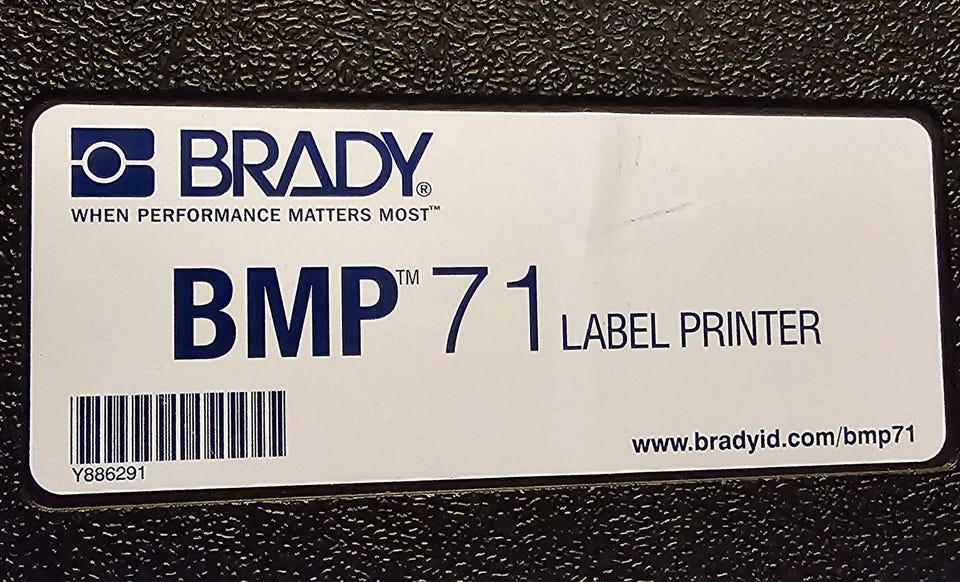 BRADY®
WHEN PERFORMANCE MATTERS MOST™
BMP™ 71 LABEL PRINTER
Y886291
www.bradyid.com/bmp71